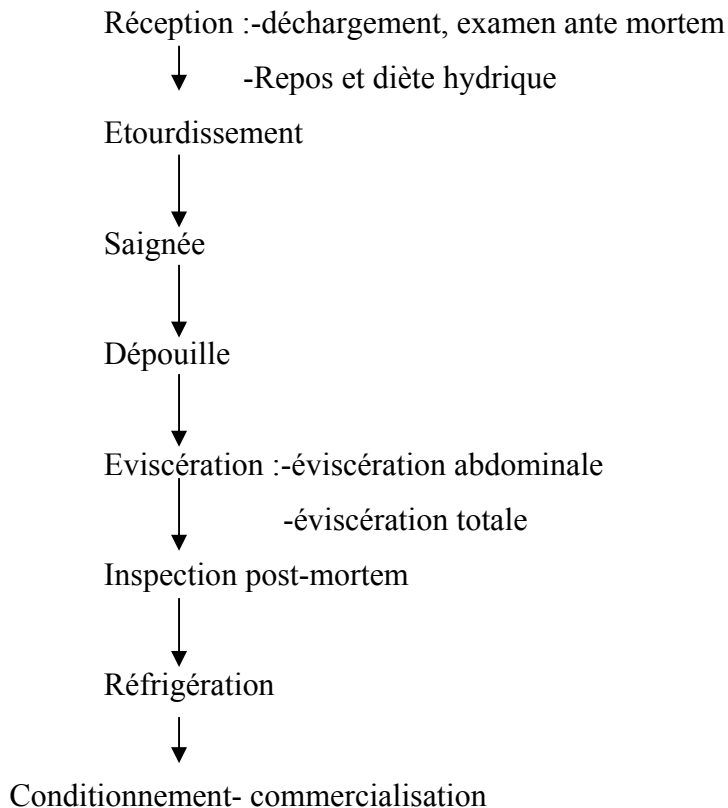 Réception :-déchargement, examen ante mortem
-Repos et diète hydrique
Etourdissement
Saignée
Dépouille
Eviscération :-éviscération abdominale
-éviscération totale
Inspection post-mortem
Réfrigération
Conditionnement- commercialisation